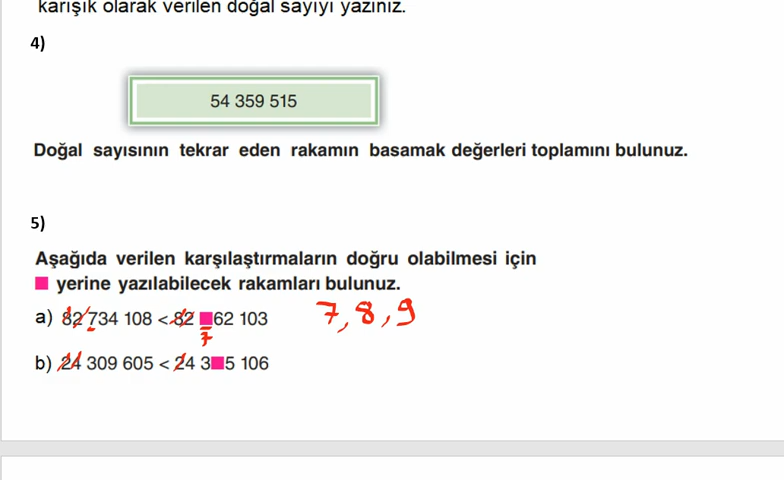 karışık olarak verilen doğal sayıyı yazınız.
4)
54 359 515
Doğal sayısının tekrar eden rakamın basamak değerleri toplamını bulunuz.
5)
Aşağıda verilen karşılaştırmaların doğru olabilmesi için
■ yerine yazılabilecek rakamları bulunuz.
a) 82 734 108 < 82 ■62 103 7, 8, 9
7
b) 24 309 605 < 24 3■5 106